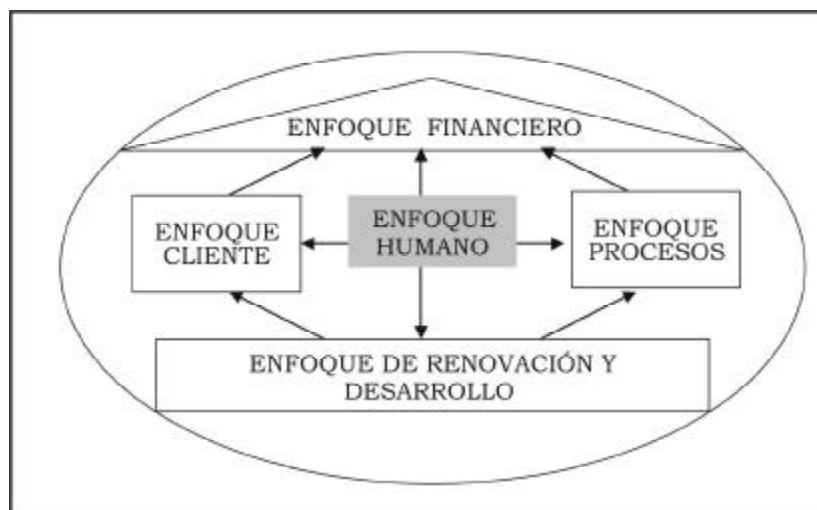 ENFOQUE FINANCIERO
ENFOQUE
CLIENTE
ENFOQUE
HUMANO
ENFOQUE
PROCESOS
ENFOQUE DE RENOVACIÓN Y
DESARROLLO